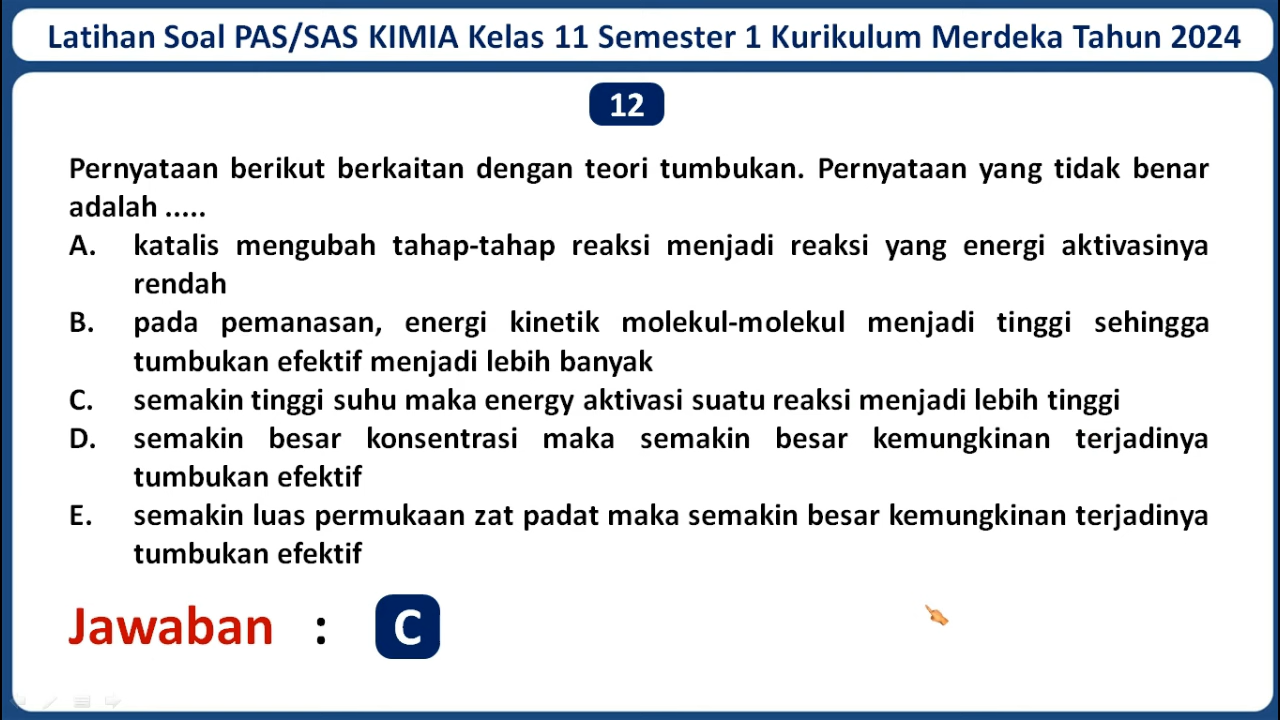 Latihan Soal PAS/SAS KIMIA Kelas 11 Semester 1 Kurikulum Merdeka Tahun 2024
12
Pernyataan berikut berkaitan dengan teori tumbukan. Pernyataan yang tidak benar
adalah .....
A. katalis mengubah tahap-tahap reaksi menjadi reaksi yang energi aktivasinya
rendah
B. pada pemanasan, energi kinetik molekul-molekul menjadi tinggi sehingga
tumbukan efektif menjadi lebih banyak
C. semakin tinggi suhu maka energy aktivasi suatu reaksi menjadi lebih tinggi
D. semakin besar konsentrasi maka semakin besar kemungkinan terjadinya
tumbukan efektif
E. semakin luas permukaan zat padat maka semakin besar kemungkinan terjadinya
tumbukan efektif
Jawaban : C